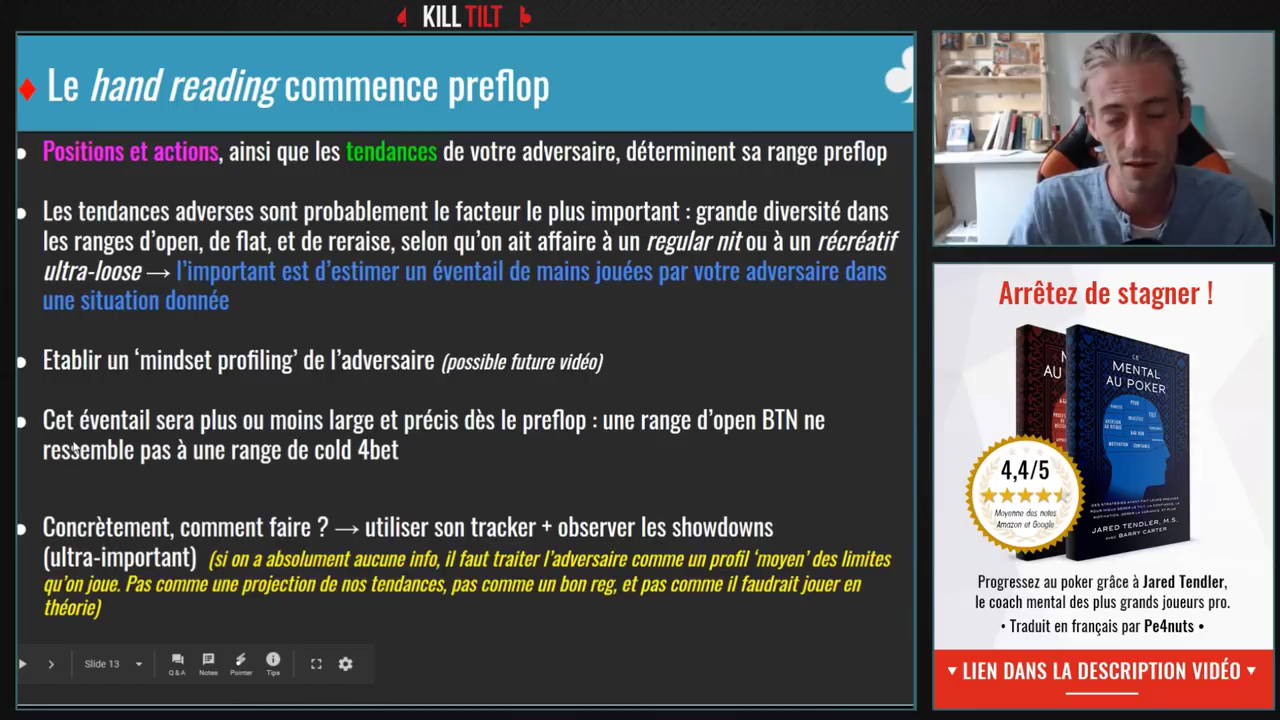 KILL TILT
Le hand reading commence preflop
Positions et actions, ainsi que les tendances de votre adversaire, déterminent sa range preflop
Les tendances adverses sont probablement le facteur le plus important : grande diversité dans
les ranges d'open, de flat, et de reraise, selon qu'on ait affaire à un regular nit ou à un récréatif
ultra-loose → l'important est d'estimer un éventail de mains jouées par votre adversaire dans
une situation donnée
Etablir un ‘mindset profiling’ de l'adversaire (possible future vidéo)
Cet éventail sera plus ou moins large et précis dès le preflop : une range d'open BTN ne
ressemble pas à une range de cold 4bet
Concrètement, comment faire ? → utiliser son tracker + observer les showdowns
(ultra-important) (si on a absolument aucune info, il faut traiter l'adversaire comme un profil ‘moyen’ des limites
qu'on joue. Pas comme une projection de nos tendances, pas comme un bon reg, et pas comme il faudrait jouer en
théorie)
Slide 13
Q & A
Notes
Pointer
Tips
Arrêtez de stagner !
LE
MENTAL
AU POKER
JARED TENDLER, M.S.
AVEC BARRY CARTER
4,4/5
Moyenne des notes
Amazon et Google
Progressez au poker grâce à Jared Tendler,
le coach mental des plus grands joueurs pro.
• Traduit en français par Pe4nuts •
LIEN DANS LA DESCRIPTION VIDÉO